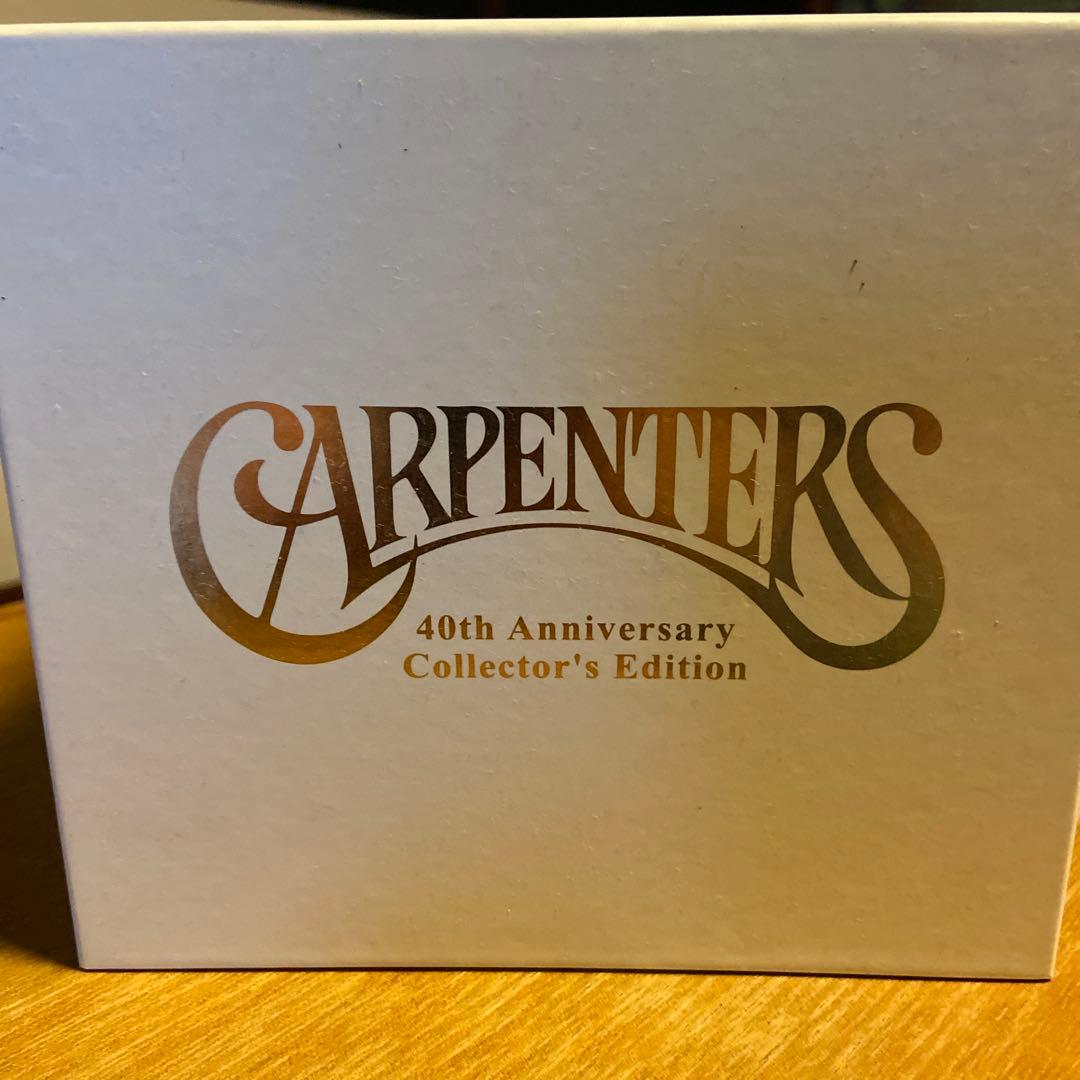 CARPENTERS
40th Anniversary
Collector's Edition